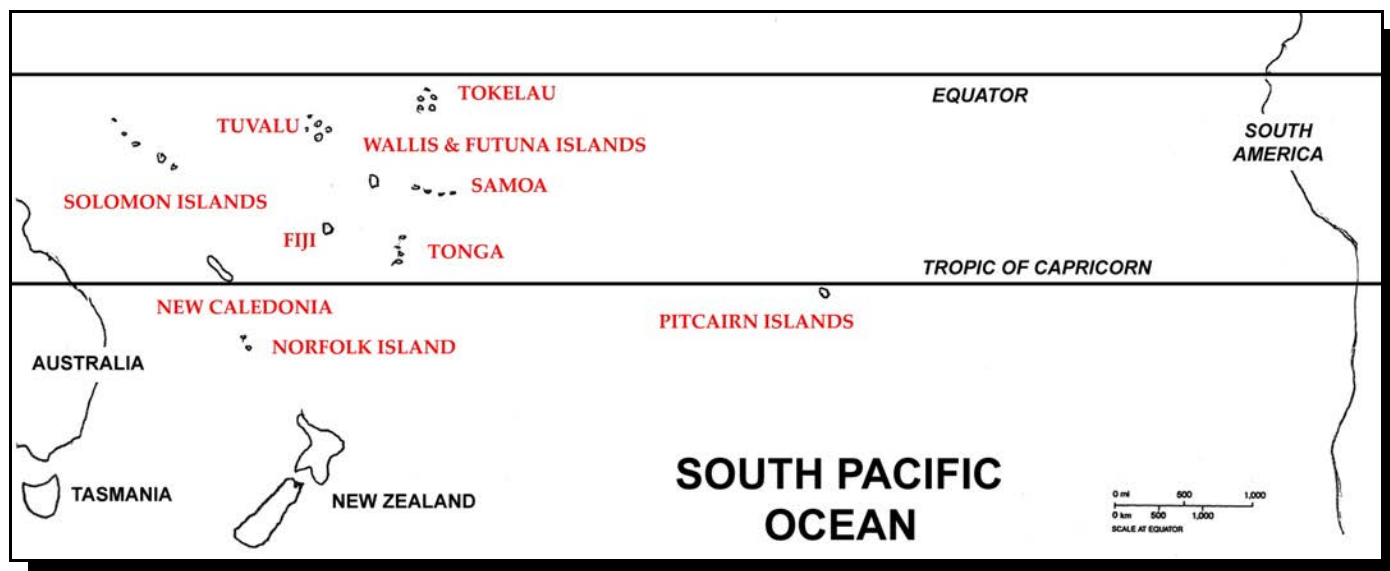 TOKELAU
EQUATOR
TUVALU
SOUTH
AMERICA
WALLIS & FUTUNA ISLANDS
SAMOA
SOLOMON ISLANDS
FIJI
TONGA
TROPIC OF CAPRICORN
NEW CALEDONIA
PITCAIRN ISLANDS
NORFOLK ISLAND
AUSTRALIA
SOUTH PACIFIC
OCEAN
TASMANIA
NEW ZEALAND
0 mi 500 1,000
0 km 500 1,000
SCALE AT EQUATOR